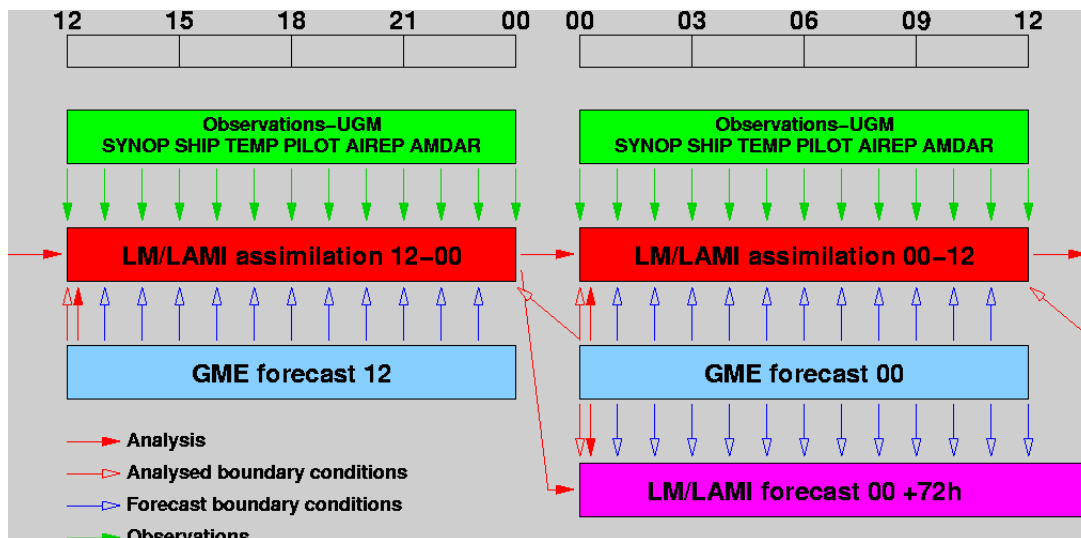 12 15 18 21 00 00 03 06 09 12
Observations–UGM
SYNOP SHIP TEMP PILOT AIREP AMDAR
Observations–UGM
SYNOP SHIP TEMP PILOT AIREP AMDAR
LM/LAMI assimilation 12–00
LM/LAMI assimilation 00–12
GME forecast 12
GME forecast 00
Analysis
Analysed boundary conditions
Forecast boundary conditions
Observations
LM/LAMI forecast 00 +72h